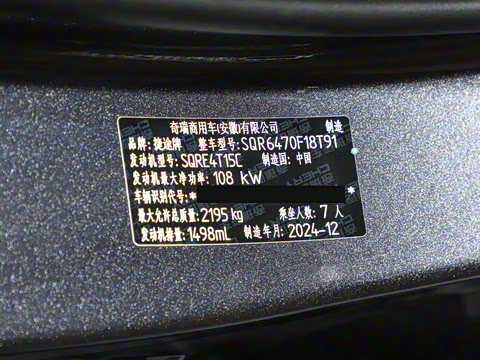 奇瑞商用车(安徽)有限公司 制造
品牌: 捷途牌 整车型号:SQR6470F18T91
发动机型号:SQRE4T15C 制造国: 中国
发动机最大净功率: 108 kW
车辆识别代号:* *
最大允许总质量: 2195 kg 乘坐人数: 7 人
发动机排量: 1498mL 制造年月: 2024-12